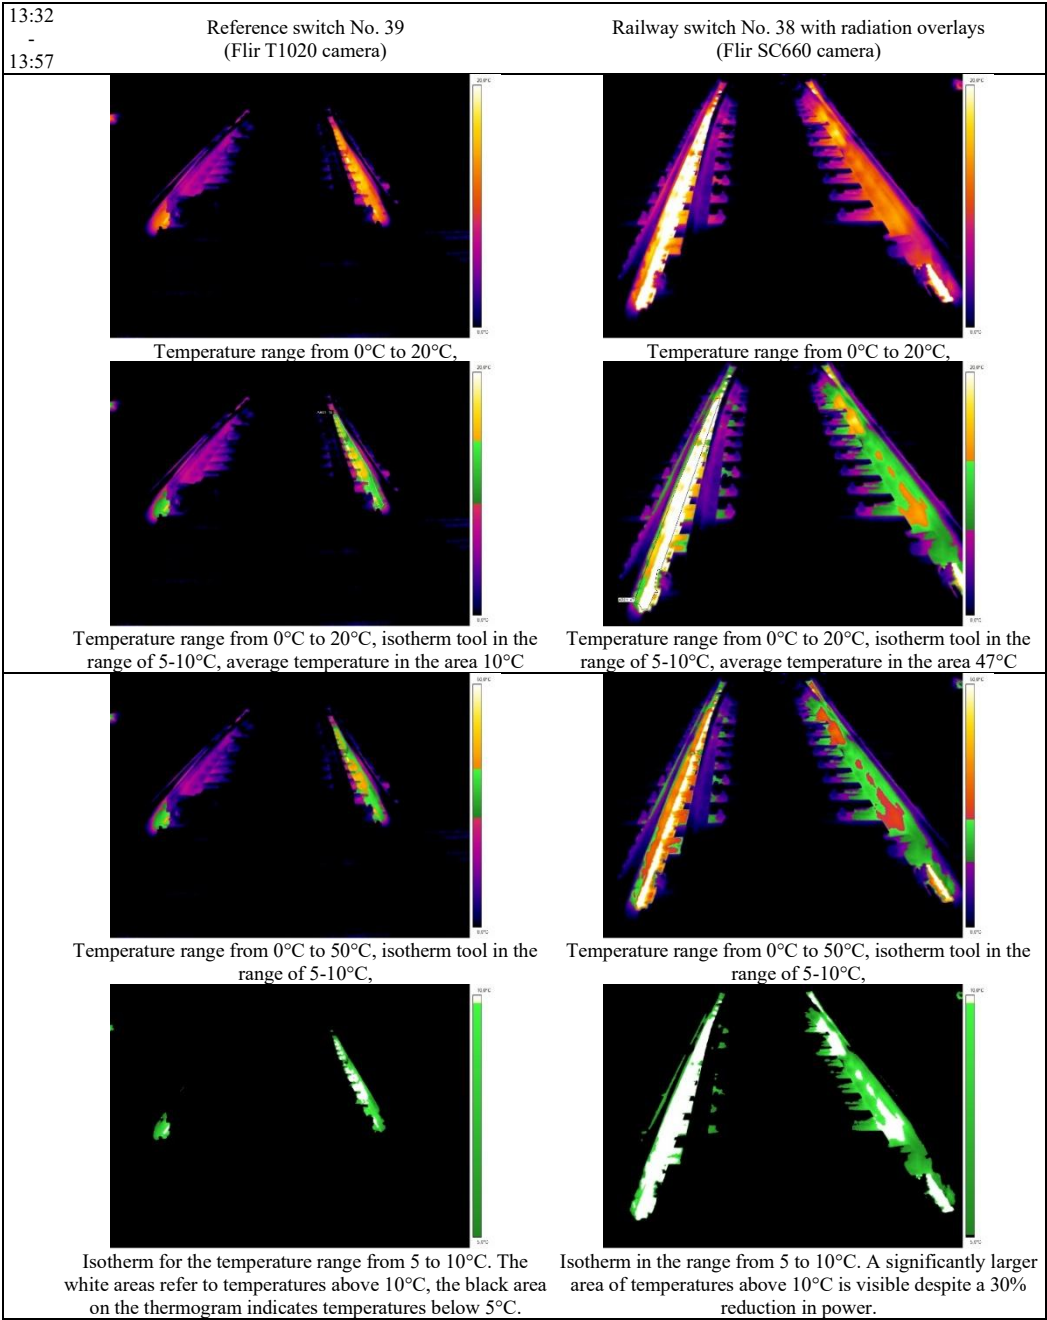 13:32
-
13:57
Reference switch No. 39
(Flir T1020 camera)
Railway switch No. 38 with radiation overlays
(Flir SC660 camera)
Temperature range from 0°C to 20°C,
Temperature range from 0°C to 20°C,
Temperature range from 0°C to 20°C, isotherm tool in the
range of 5-10°C, average temperature in the area 10°C
Temperature range from 0°C to 20°C, isotherm tool in the
range of 5-10°C, average temperature in the area 47°C
Temperature range from 0°C to 50°C, isotherm tool in the
range of 5-10°C,
Temperature range from 0°C to 50°C, isotherm tool in the
range of 5-10°C,
Isotherm for the temperature range from 5 to 10°C. The
white areas refer to temperatures above 10°C, the black area
on the thermogram indicates temperatures below 5°C.
Isotherm in the range from 5 to 10°C. A significantly larger
area of temperatures above 10°C is visible despite a 30%
reduction in power.